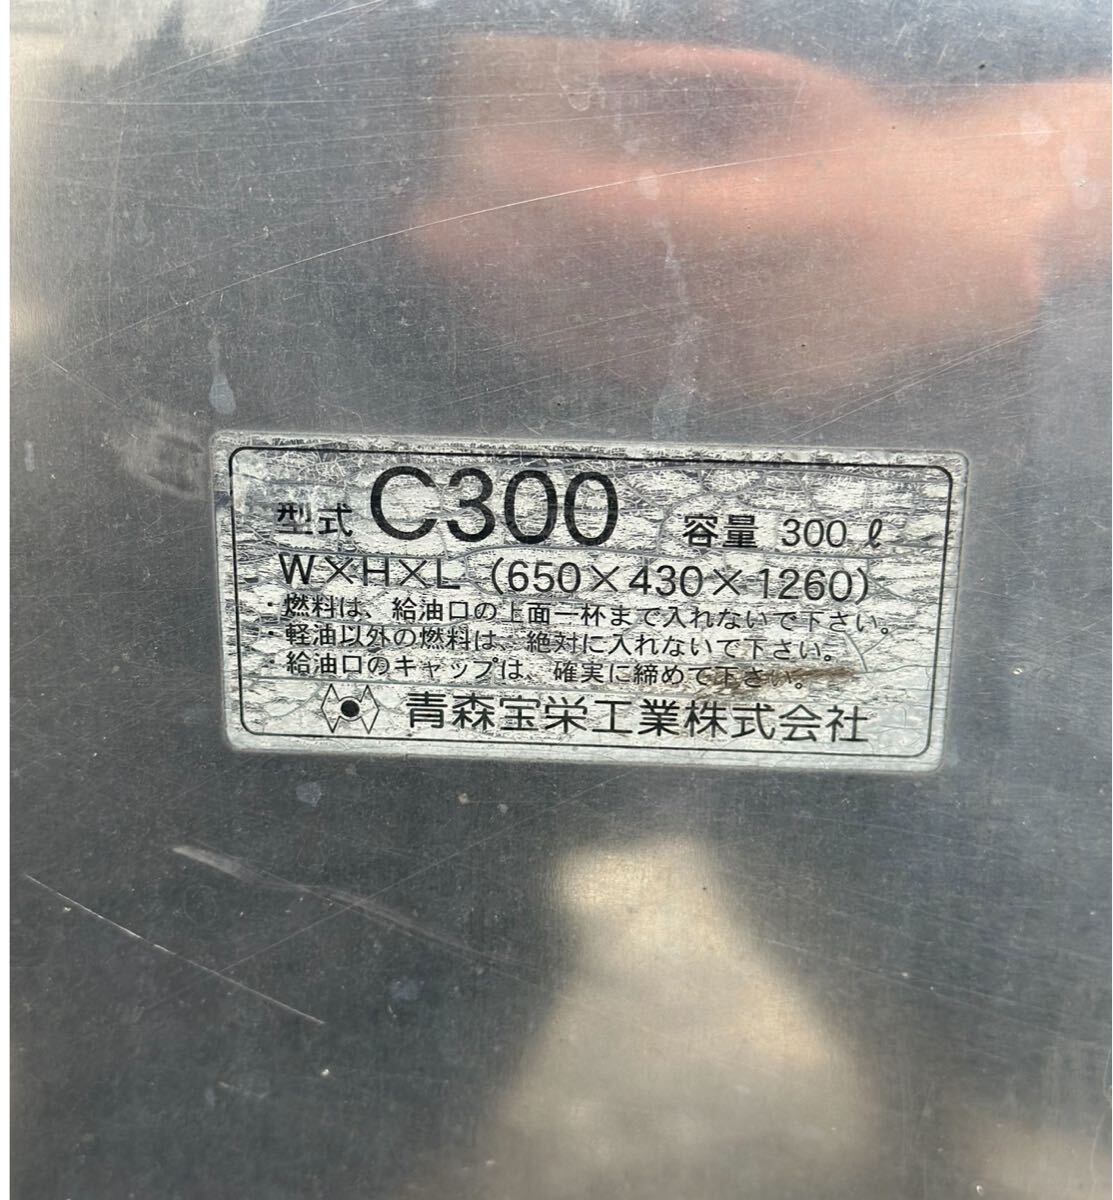 型式 C300 容量 300ℓ
W×H×L (650×430×1260)
・燃料は、給油口の上面一杯まで入れないで下さい。
・軽油以外の燃料は、絶対に入れないで下さい。
・給油口のキャップは、確実に締めて下さい。
青森宝栄工業株式会社